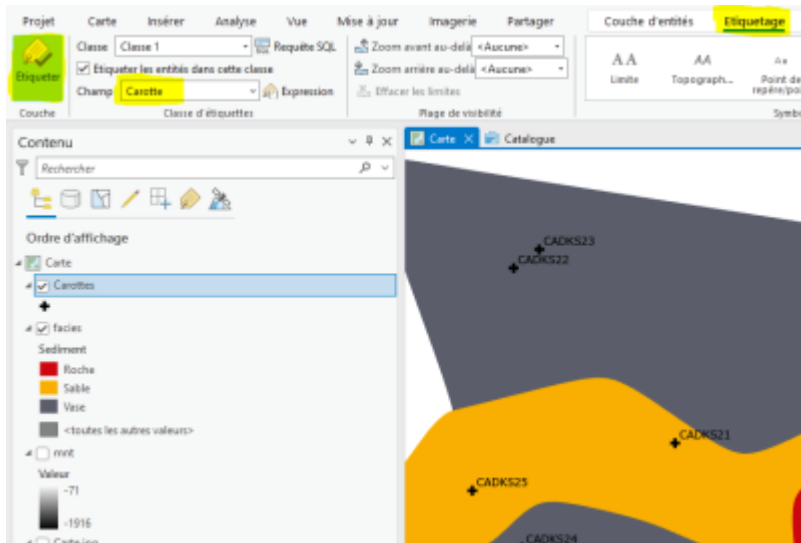 Projet Carte Insérer Analyse Vue Mise à jour Imagerie Partager Couche d'entités Etiquetage
Classe Classe 1 Requête SQL Zoom avant au-delà <Aucune> A A AA Aa
Etiqueter Etiqueter les entités dans cette classe Zoom arrière au-delà <Aucune> Limite Topograph... Point de
Champ Carotte Expression Effacer les limites repère/poi
Couche Classe d'étiquettes Plage de visibilité Symbo
Contenu Carte Catalogue
Rechercher
Ordre d'affichage
Carte
Carottes
facies
Sediment
Roche
Sable
Vase
<toutes les autres valeurs>
mnt
Valeur
-71
-1916
Carte.jpg
CADKS23
CADKS22
CADKS21
CADKS25
CADKS24